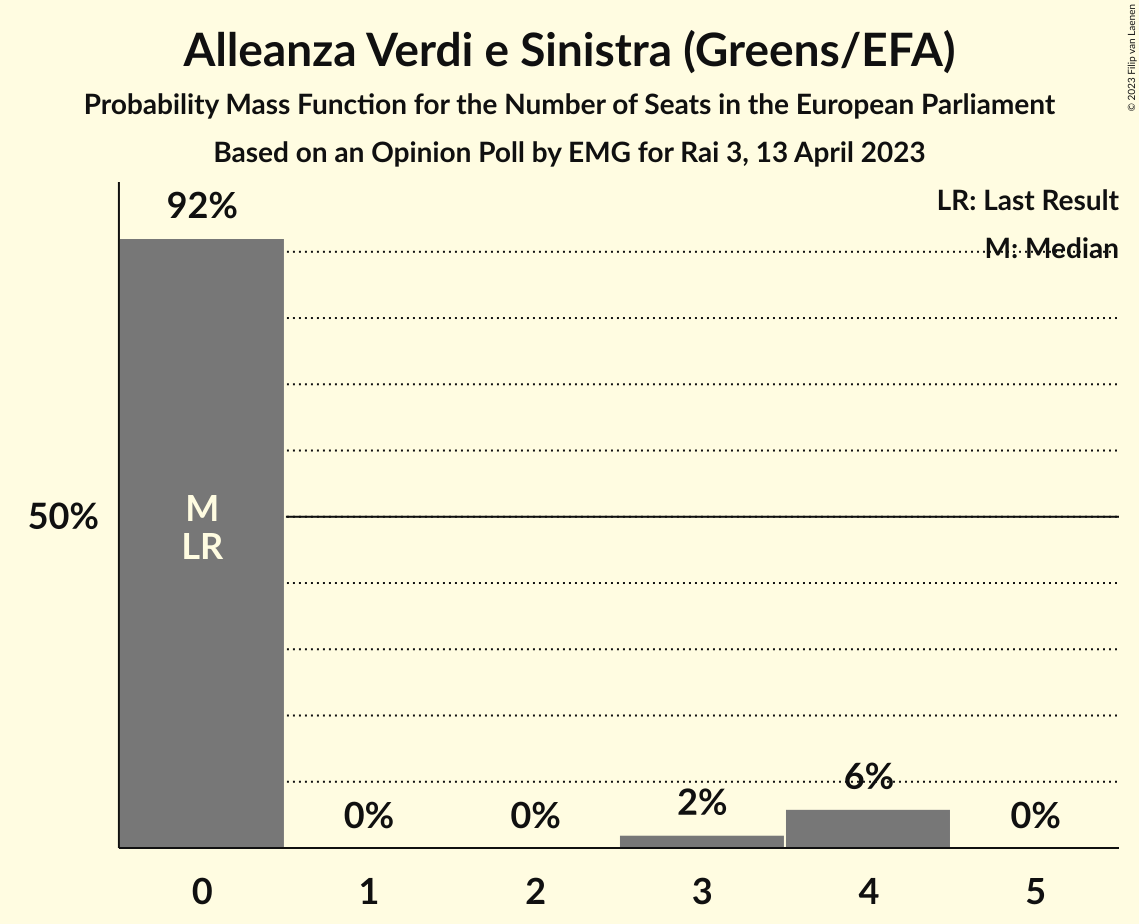 Alleanza Verdi e Sinistra (Greens/EFA)
Probability Mass Function for the Number of Seats in the European Parliament
Based on an Opinion Poll by EMG for Rai 3, 13 April 2023
© 2023 Filip van Laenen
LR: Last Result
M: Median
92%
50%
M
LR
0%
0%
2%
6%
0%
0 1 2 3 4 5